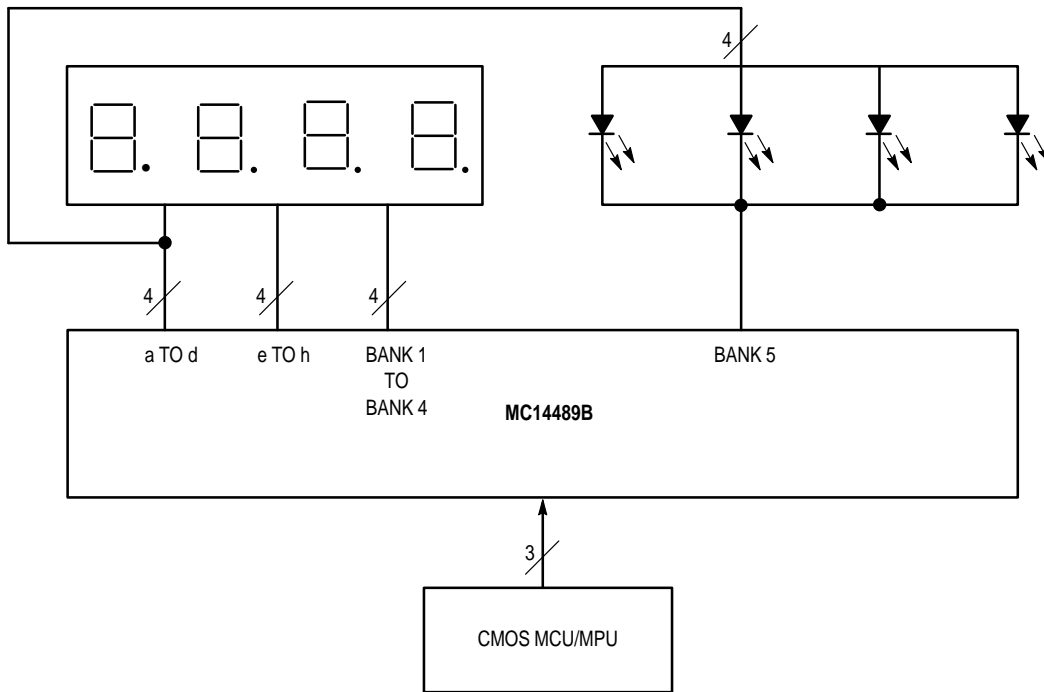 4
4
4
4
a TO d
e TO h
BANK 1
TO
BANK 4
BANK 5
MC14489B
3
CMOS MCU/MPU